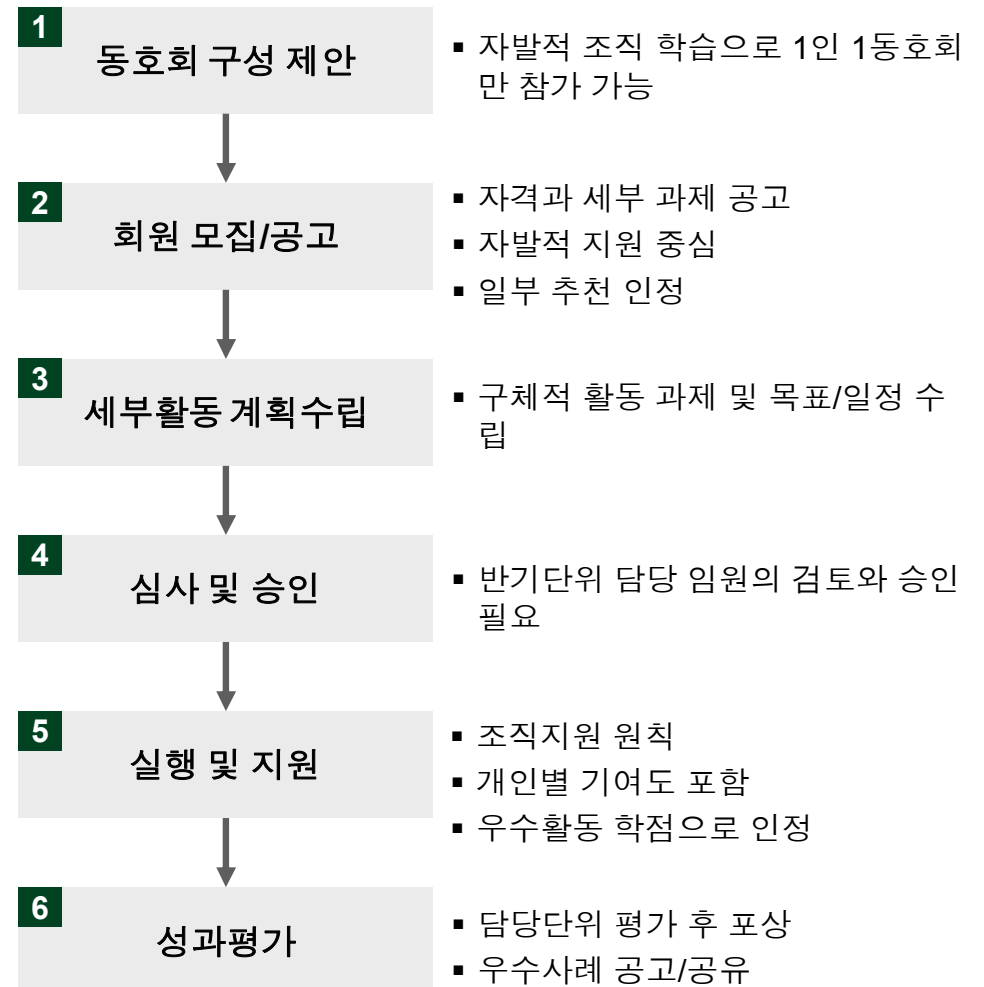 1
동호회 구성 제안
▪ 자발적 조직 학습으로 1인 1동호회
만 참가 가능
2
회원 모집/공고
▪ 자격과 세부 과제 공고
▪ 자발적 지원 중심
▪ 일부 추천 인정
3
세부활동 계획수립
▪ 구체적 활동 과제 및 목표/일정 수
립
4
심사 및 승인
▪ 반기단위 담당 임원의 검토와 승인
필요
5
실행 및 지원
▪ 조직지원 원칙
▪ 개인별 기여도 포함
▪ 우수활동 학점으로 인정
6
성과평가
▪ 담당단위 평가 후 포상
▪ 우수사례 공고/공유